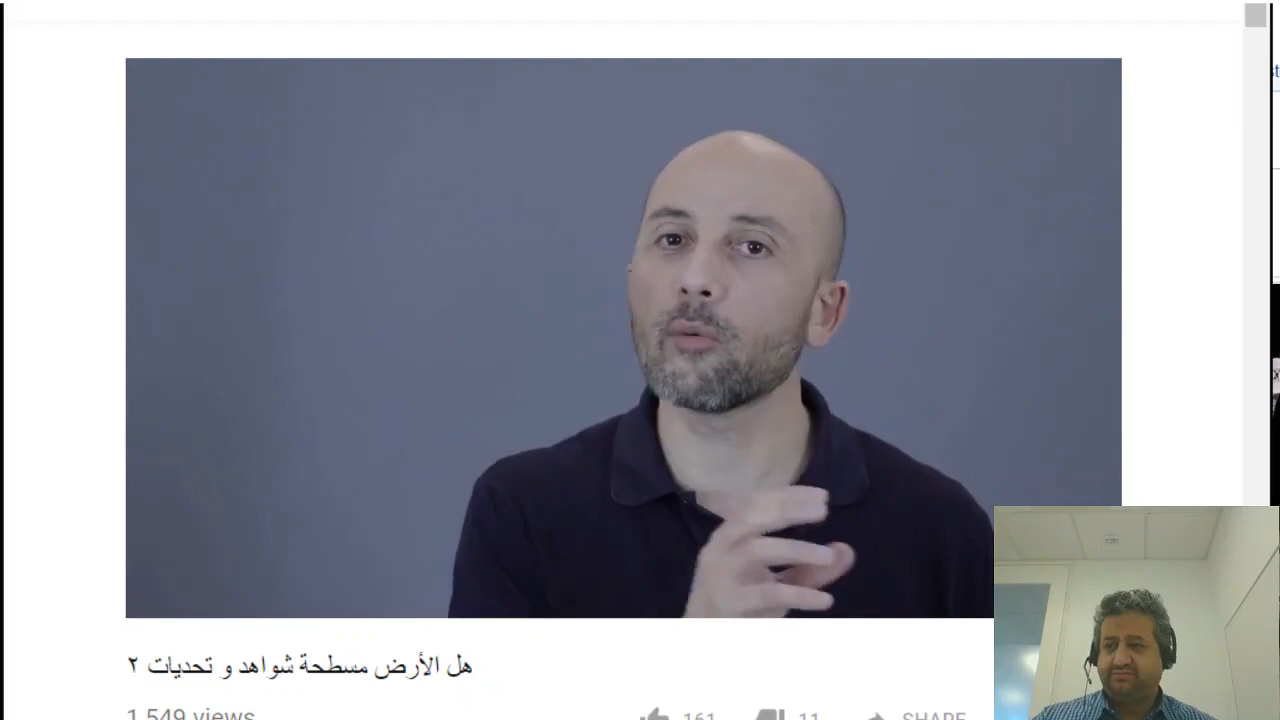 هل الأرض مسطحة شواهد و تحديات ٢
1,549 views 161 11 SHARE